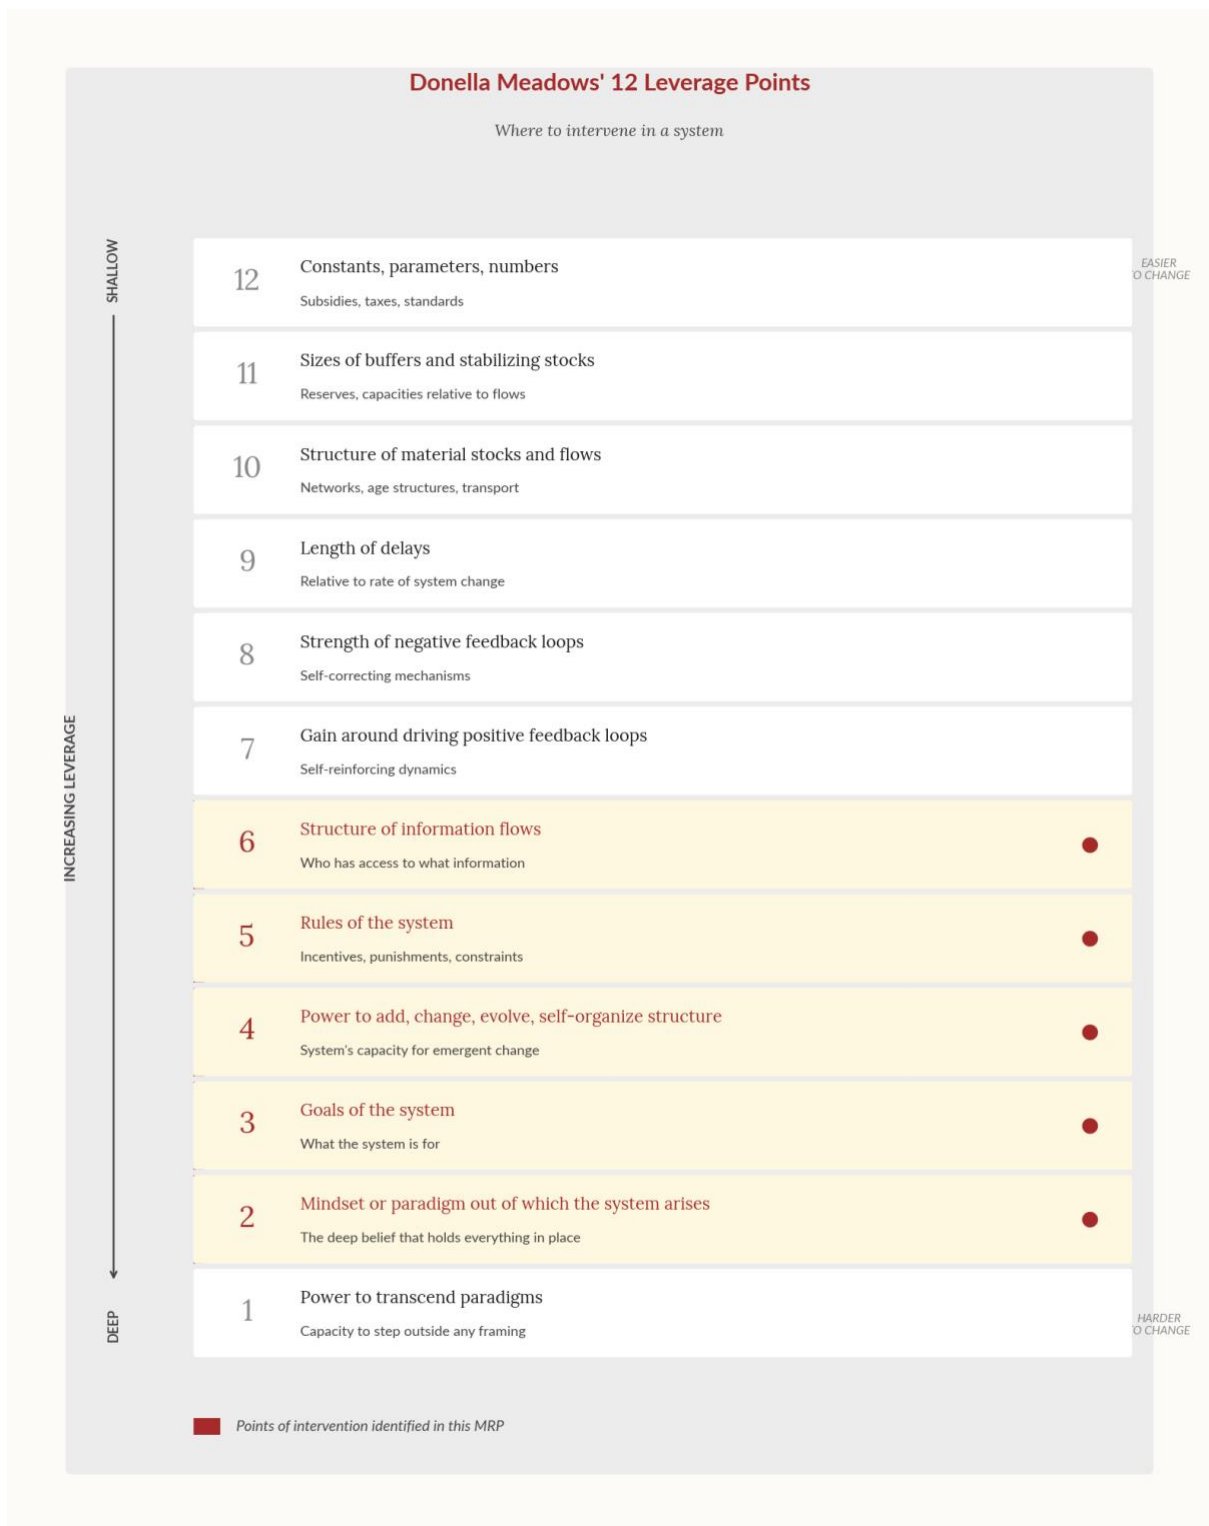 Donella Meadows' 12 Leverage Points
Where to intervene in a system
SHALLOW
INCREASING LEVERAGE
DEEP
EASIER
O CHANGE
12
Constants, parameters, numbers
Subsidies, taxes, standards
11
Sizes of buffers and stabilizing stocks
Reserves, capacities relative to flows
10
Structure of material stocks and flows
Networks, age structures, transport
9
Length of delays
Relative to rate of system change
8
Strength of negative feedback loops
Self-correcting mechanisms
7
Gain around driving positive feedback loops
Self-reinforcing dynamics
6
Structure of information flows
Who has access to what information
5
Rules of the system
Incentives, punishments, constraints
4
Power to add, change, evolve, self-organize structure
System's capacity for emergent change
3
Goals of the system
What the system is for
2
Mindset or paradigm out of which the system arises
The deep belief that holds everything in place
1
Power to transcend paradigms
Capacity to step outside any framing
HARDER
O CHANGE
Points of intervention identified in this MRP